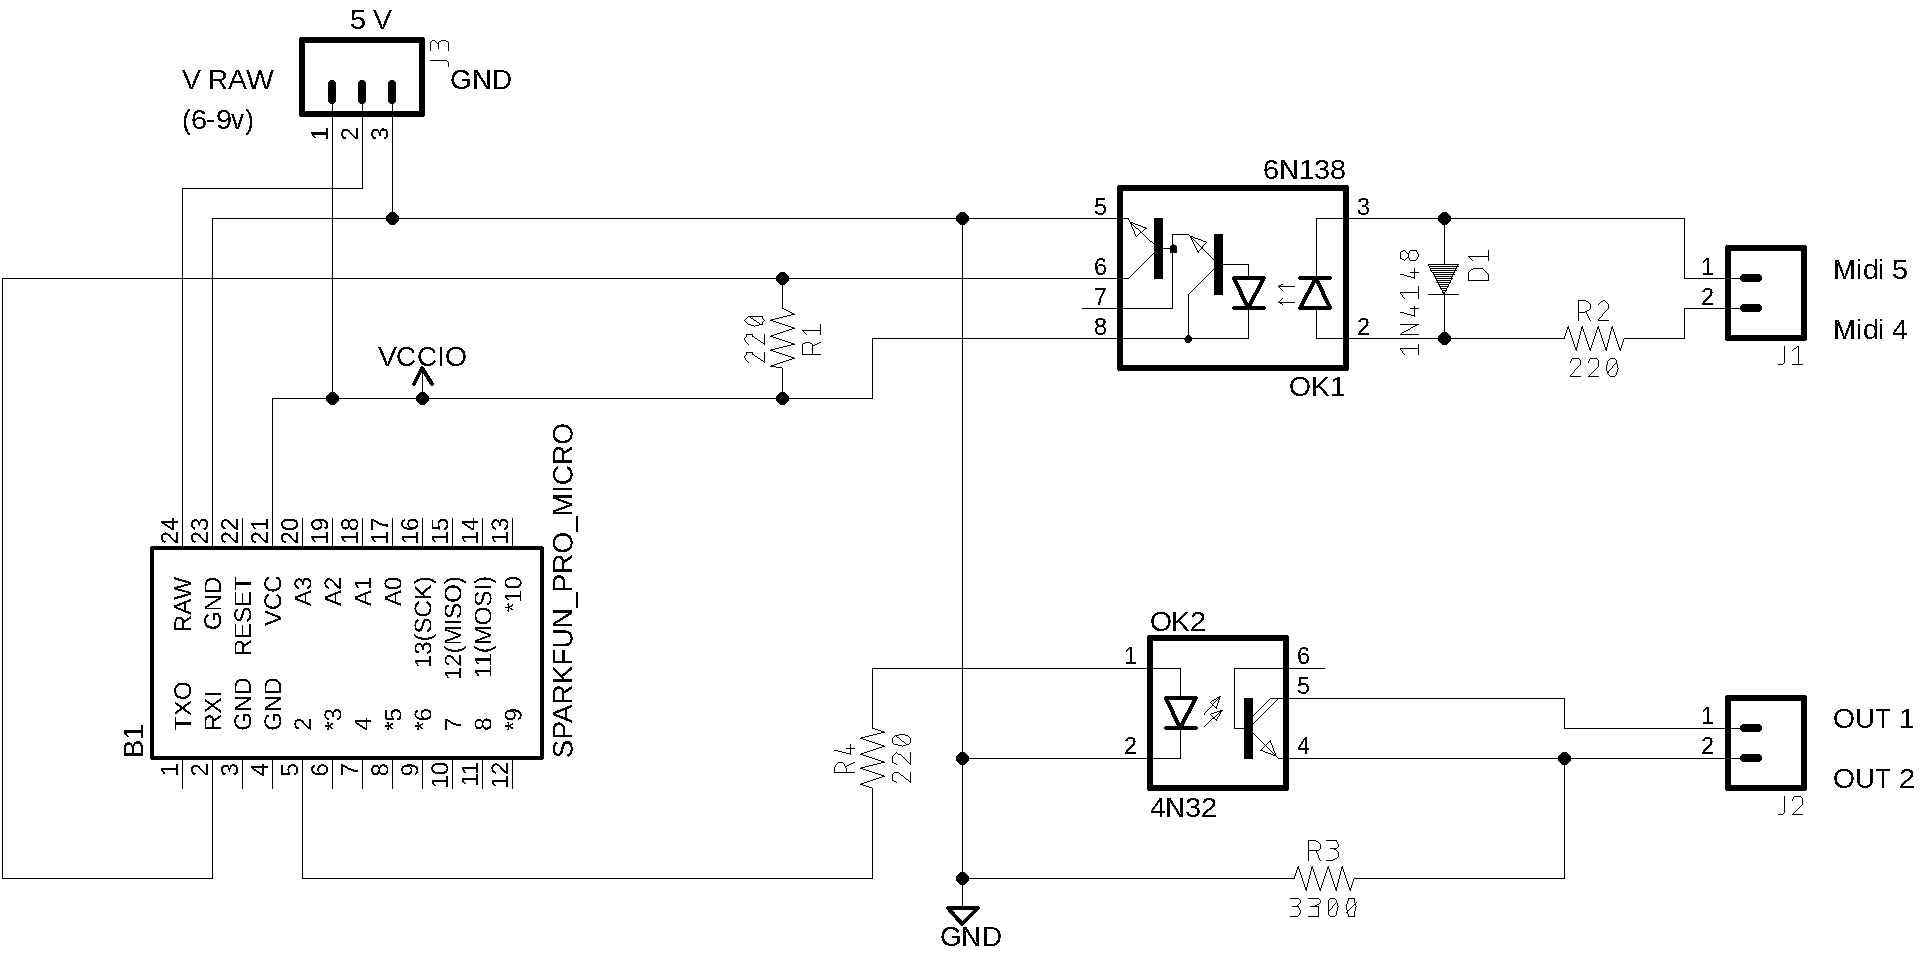 5 V
J3
V RAW
GND
(6-9v)
1 2 3
6N138
5
6
7
8
3
2
OK1
1N4148
D1
R2
220
1
2
Midi 5
Midi 4
J1
220
R1
VCCIO
SPARKFUN_PRO_MICRO
24 23 22 21 20 19 18 17 16 15 14 13
RAW GND RESET VCC A3 A2 A1 A0 13(SCK) 12(MISO) 11(MOSI) *10
TXO RXI GND GND 2 *3 4 *5 *6 7 8 *9
B1
1 2 3 4 5 6 7 8 9 10 11 12
OK2
1
2
6
5
4
4N32
R4
220
1
2
OUT 1
OUT 2
J2
R3
3300
GND